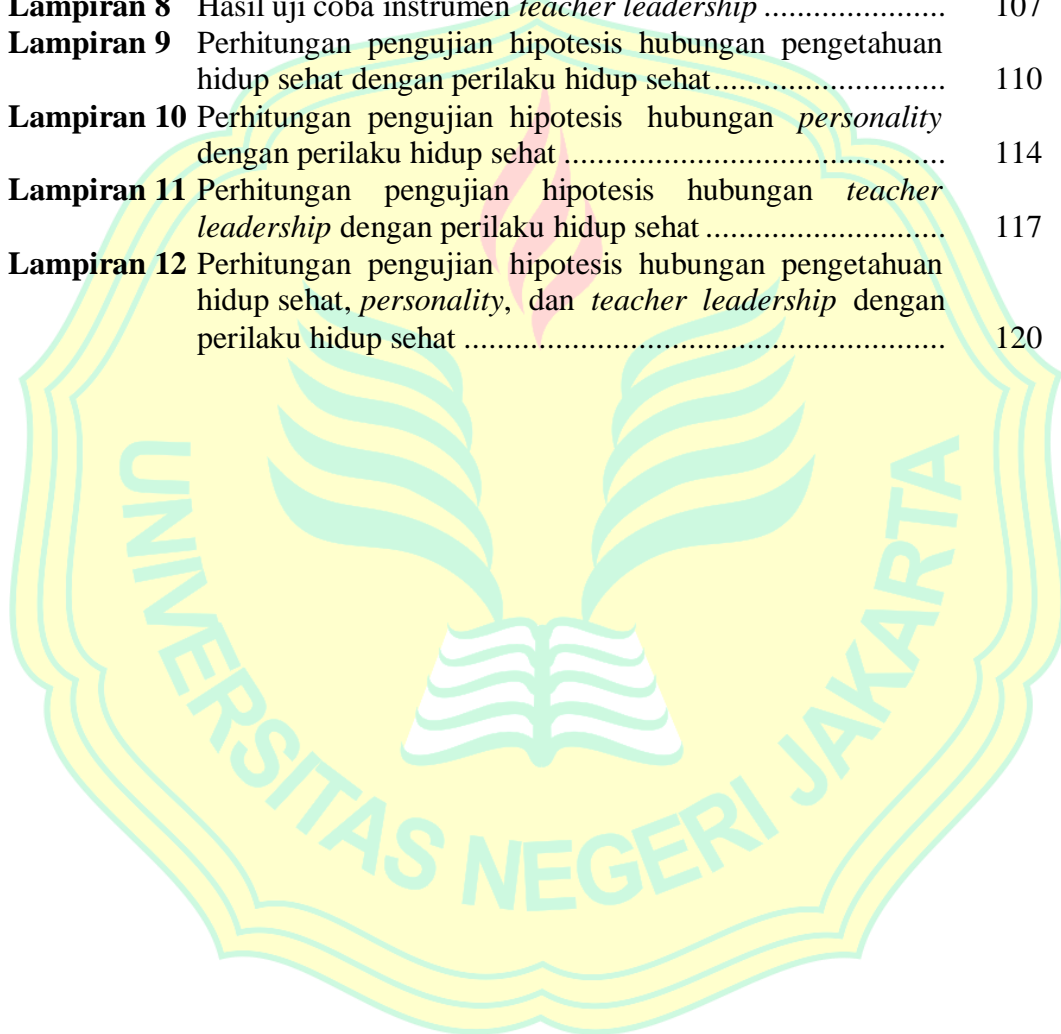 Lampiran 8 Hasil uji coba instrumen teacher leadership ...................... 107
Lampiran 9 Perhitungan pengujian hipotesis hubungan pengetahuan
hidup sehat dengan perilaku hidup sehat........................... 110
Lampiran 10 Perhitungan pengujian hipotesis hubungan personality
dengan perilaku hidup sehat ............................................ 114
Lampiran 11 Perhitungan pengujian hipotesis hubungan teacher
leadership dengan perilaku hidup sehat ............................ 117
Lampiran 12 Perhitungan pengujian hipotesis hubungan pengetahuan
hidup sehat, personality, dan teacher leadership dengan
perilaku hidup sehat ....................................................... 120
UNIVERSITAS NEGERI JAKARTA